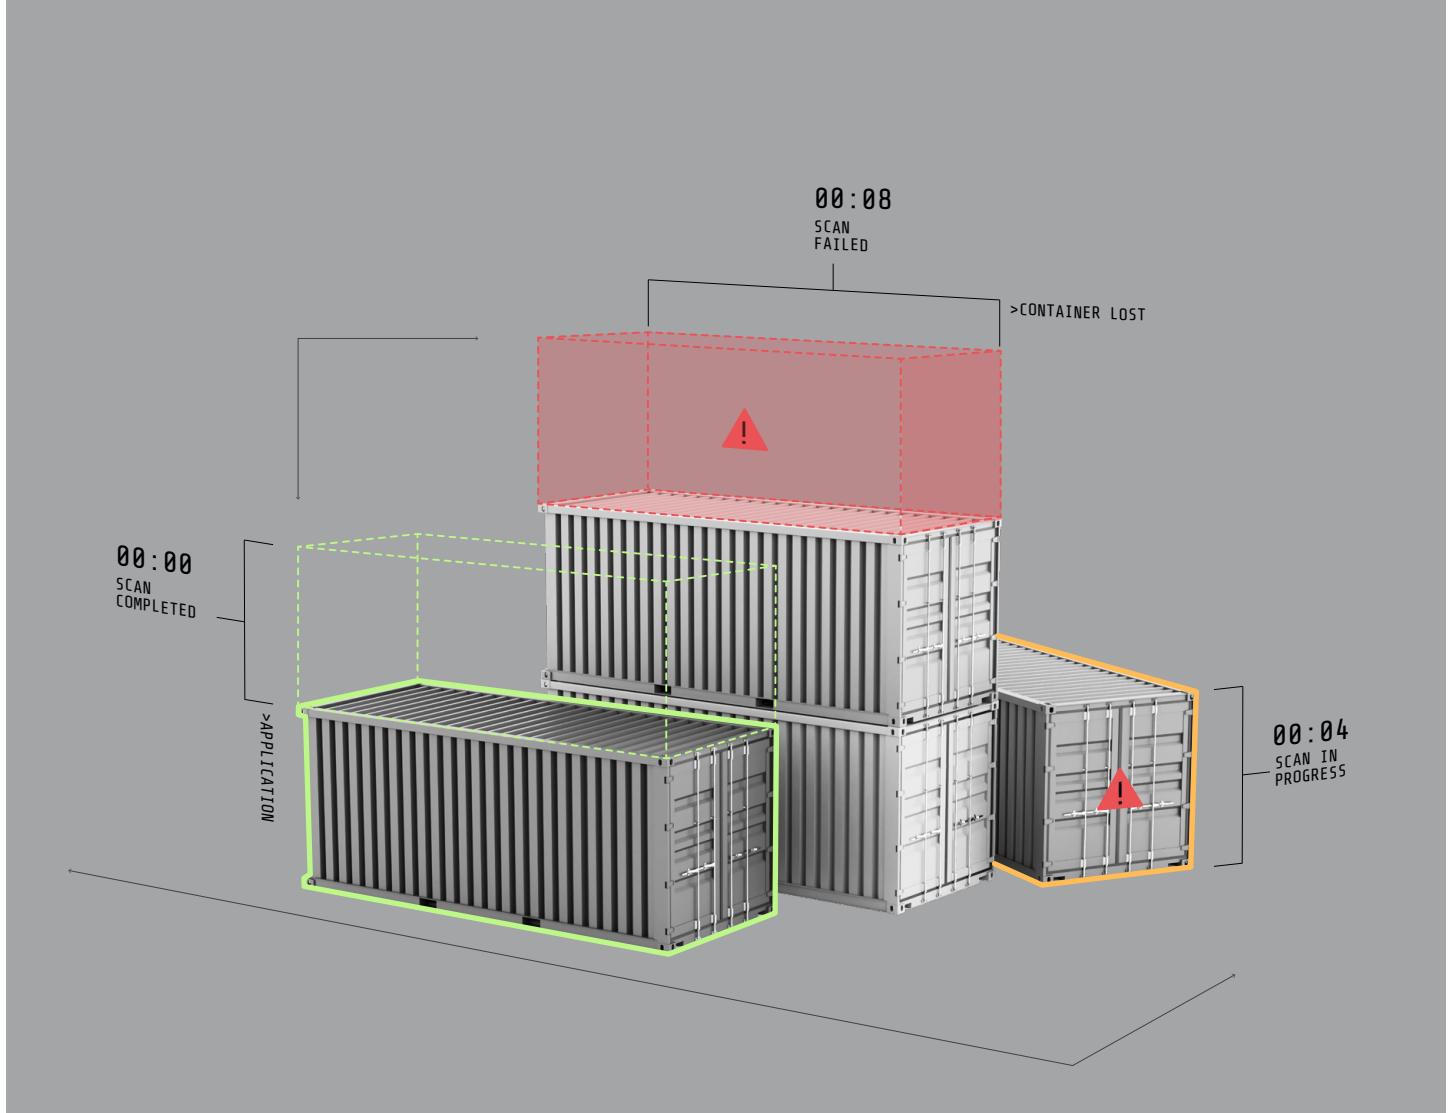 00:08
SCAN
FAILED
>CONTAINER LOST
00:00
SCAN
COMPLETED
>APPLICATION
00:04
SCAN IN
PROGRESS